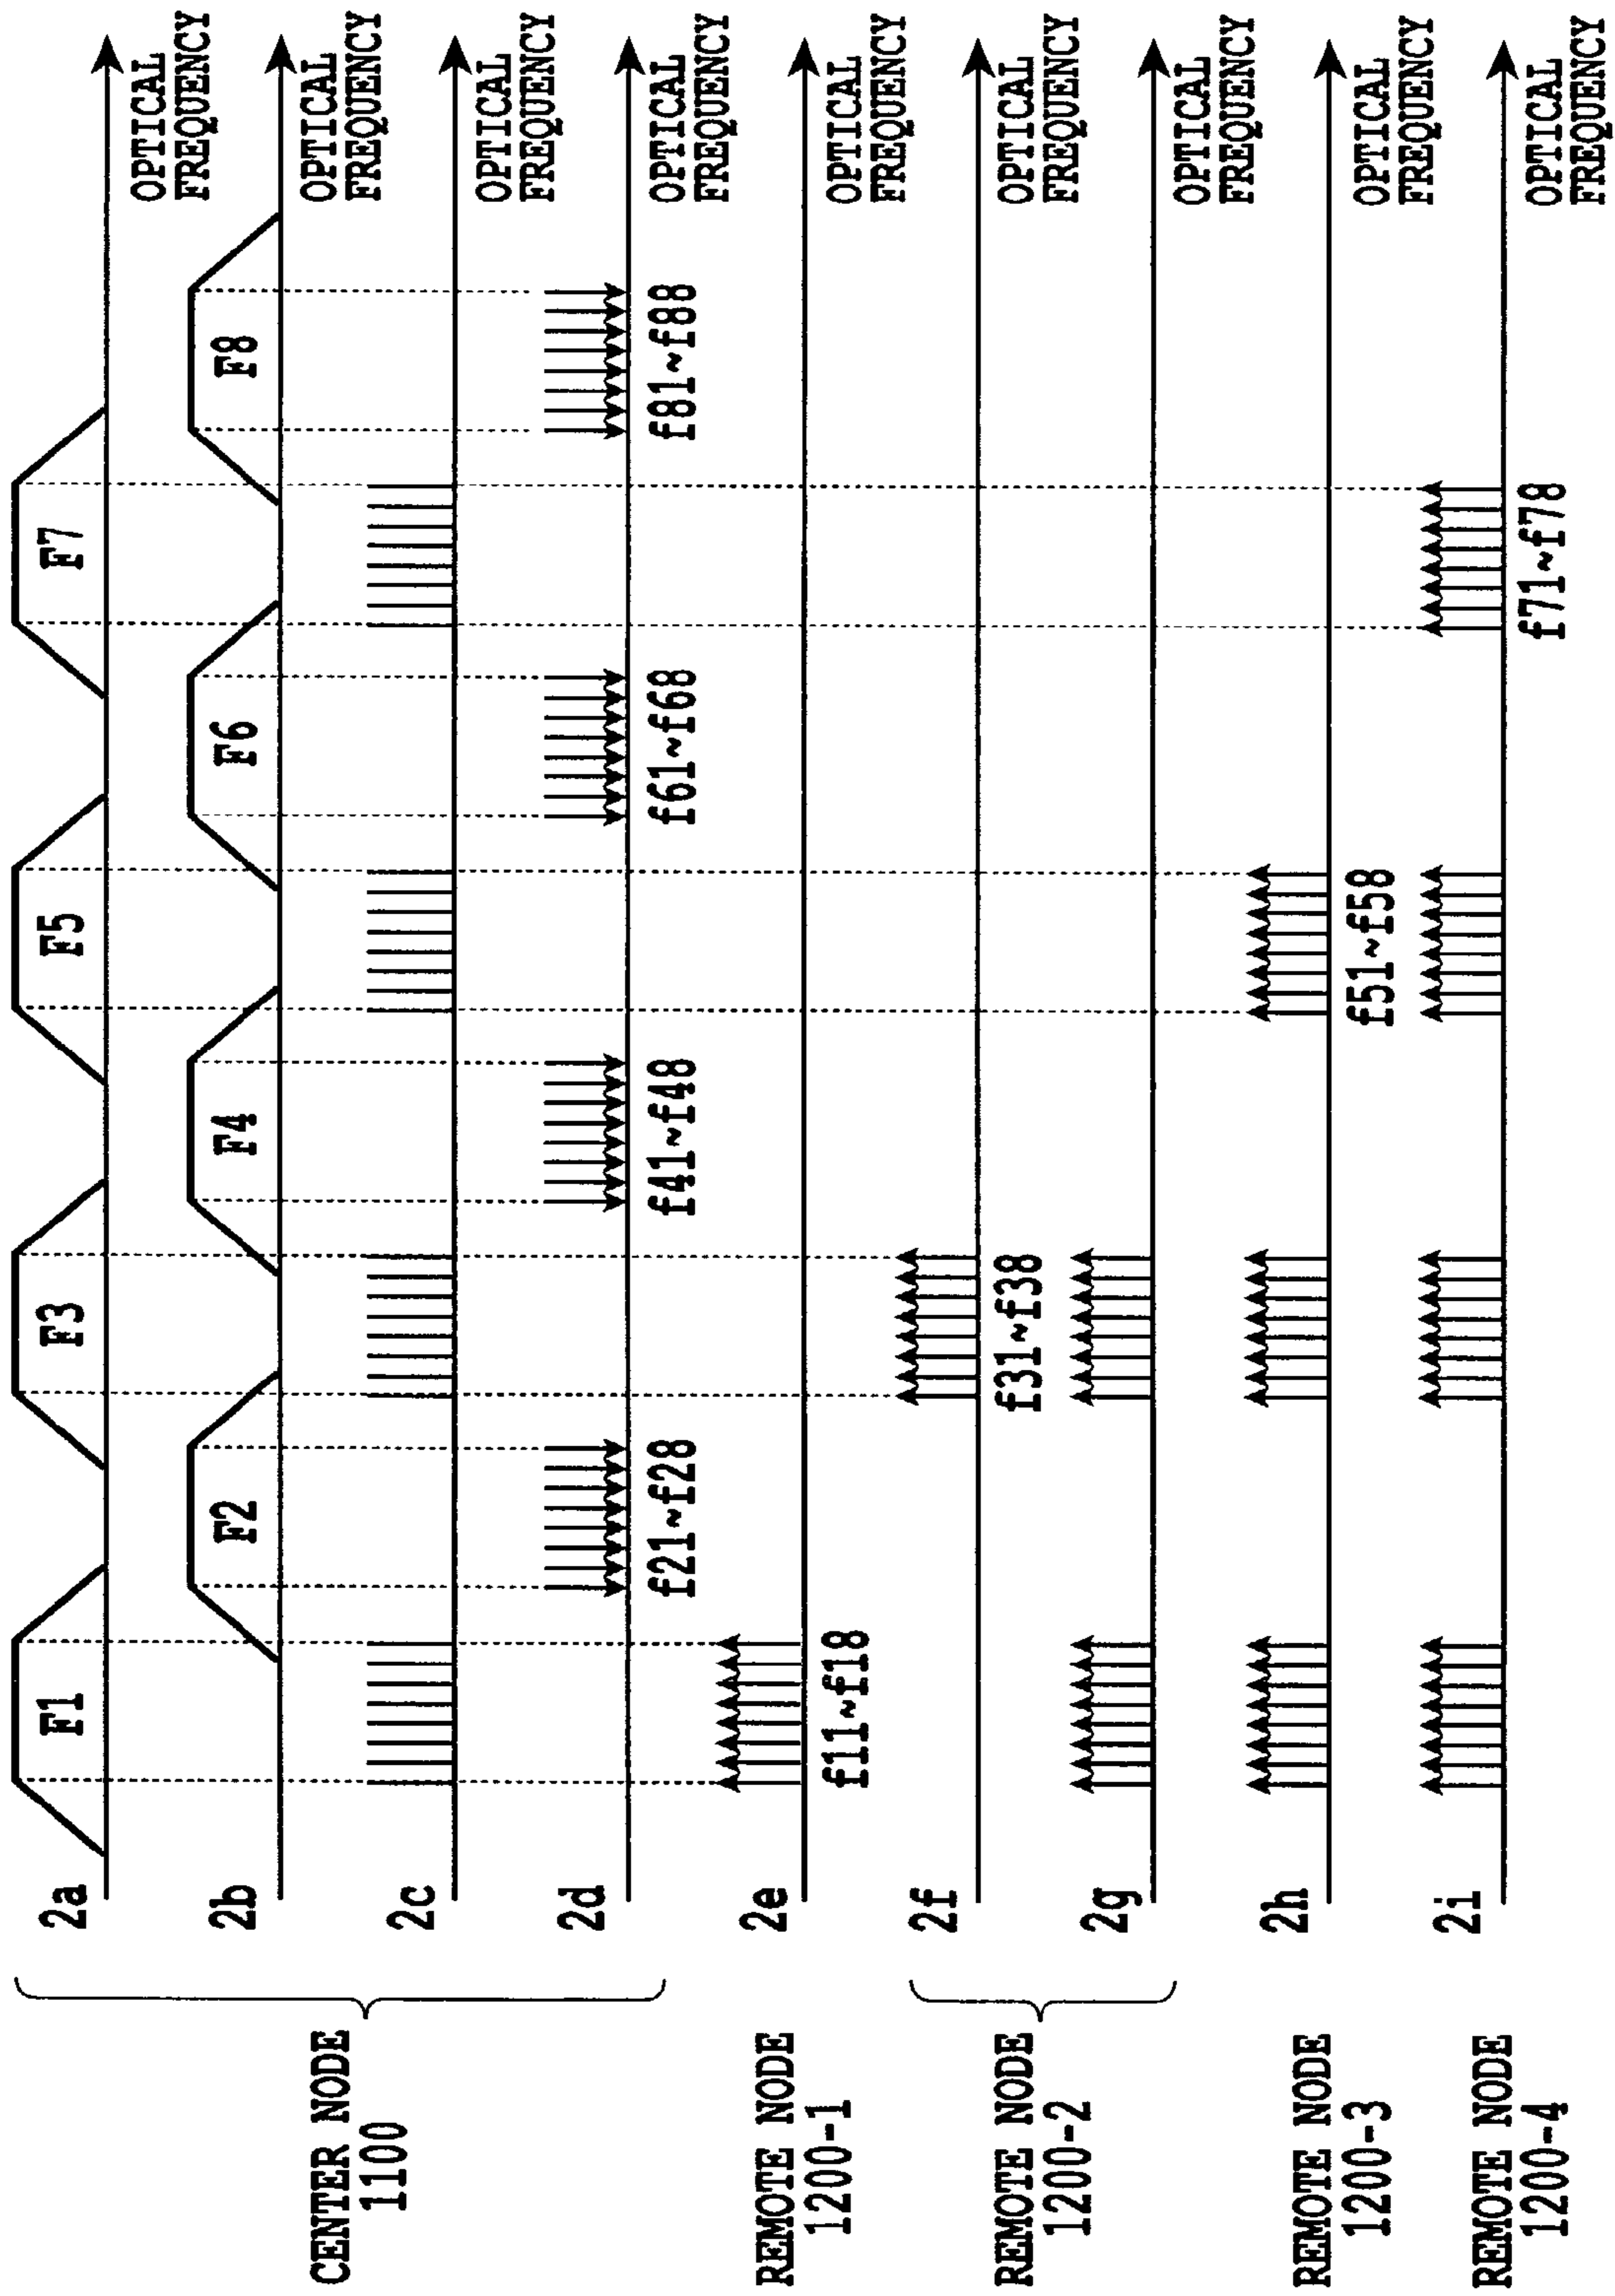 CENTER NODE
1100
2a
F1
F3
F5
F7
OPTICAL
FREQUENCY
2b
F2
F4
F6
F8
OPTICAL
FREQUENCY
2c
OPTICAL
FREQUENCY
2d
f21~f28
f41~f48
f61~f68
f81~f88
OPTICAL
FREQUENCY
REMOTE NODE
1200-1
2e
f11~f18
OPTICAL
FREQUENCY
REMOTE NODE
1200-2
2f
f31~f38
OPTICAL
FREQUENCY
2g
OPTICAL
FREQUENCY
REMOTE NODE
1200-3
2h
f51~f58
OPTICAL
FREQUENCY
REMOTE NODE
1200-4
2i
f71~f78
OPTICAL
FREQUENCY